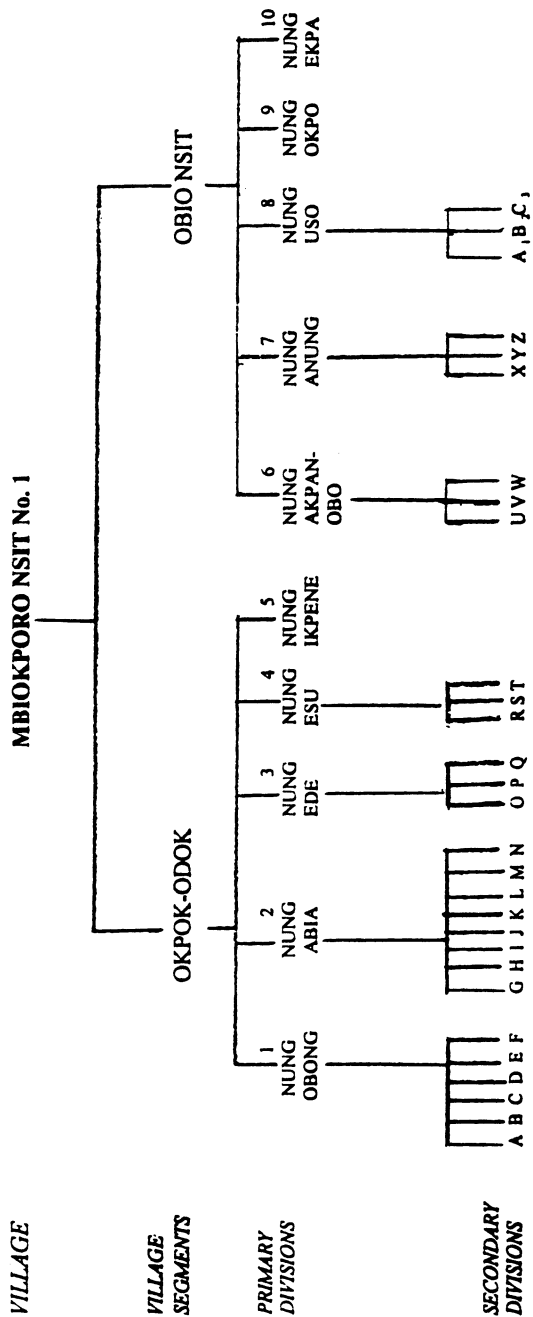 VILLAGE
MBIOKPORO NSIT No. 1
VILLAGE
SEGMENTS
OKPOK-ODOK
OBIO NSIT
PRIMARY
DIVISIONS
1
NUNG
OBONG
2
NUNG
ABIA
3
NUNG
EDE
4
NUNG
ESU
5
NUNG
IKPENE
6
NUNG
AKPAN-
OBO
7
NUNG
ANUNG
8
NUNG
USO
9
NUNG
OKPO
10
NUNG
EKPA
SECONDARY
DIVISIONS
A B C D E F
G H I J K L M N
O P Q
R S T
U V W
X Y Z